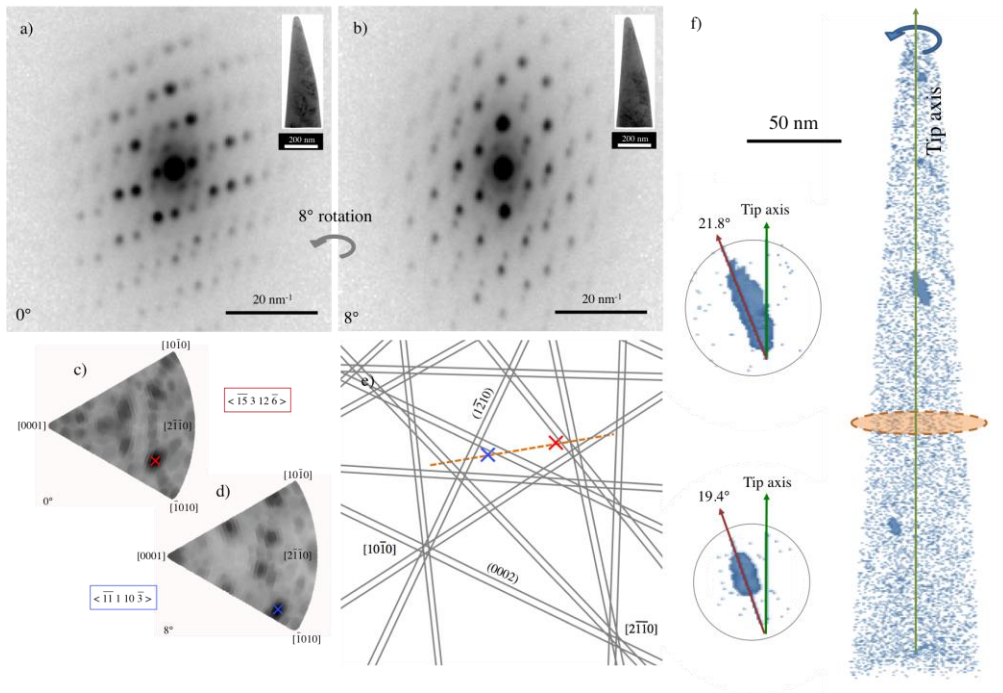 a)
200 nm
20 nm⁻¹
0°
8° rotation
b)
200 nm
20 nm⁻¹
8°
c)
[101̅0]
[0001]
[21̅1̅0]
[1̅010]
0°
< 1̅5̅ 3 12 6̅ >
d)
[101̅0]
[0001]
[21̅1̅0]
[1̅010]
8°
< 1̅1̅ 1 10 3̅ >
e)
(12̅10)
[101̅0]
(0002)
[21̅1̅0]
f)
50 nm
Tip axis
21.8°
Tip axis
19.4°
Tip axis